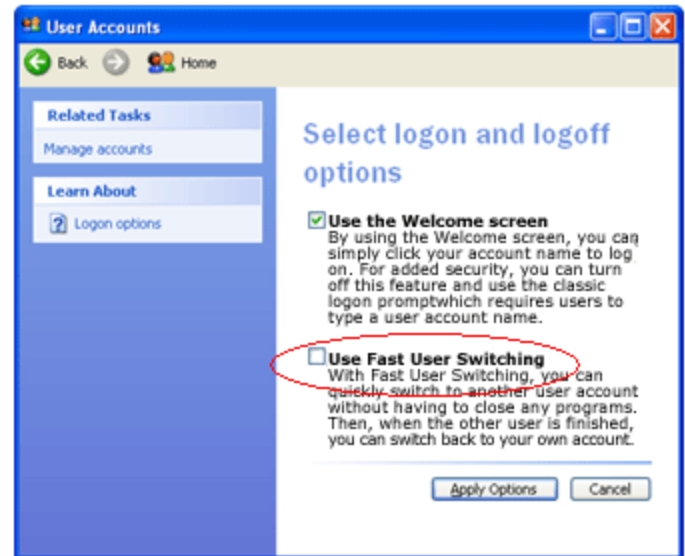 User Accounts
Back Home
Related Tasks
Manage accounts
Learn About
Logon options
Select logon and logoff
options
Use the Welcome screen
By using the Welcome screen, you can
simply click your account name to log
on. For added security, you can turn
off this feature and use the classic
logon promptwhich requires users to
type a user account name.
Use Fast User Switching
With Fast User Switching, you can
quickly switch to another user account
without having to close any programs.
Then, when the other user is finished,
you can switch back to your own account.
Apply Options Cancel